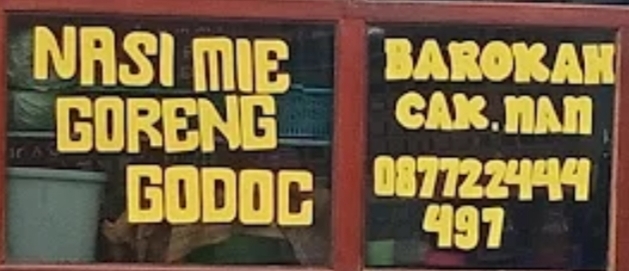 NASI MIE
GORENG
GODOG
BAROKAH
CAK.NAN
087722444
497